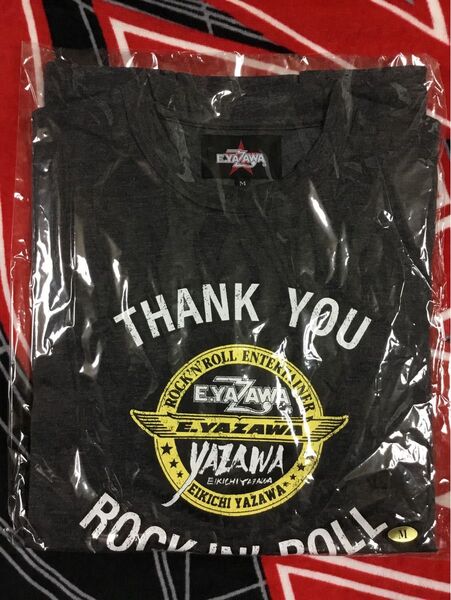 E.YAZAWA
M
THANK YOU
ROCK'N'ROLL ENTERTAINER
E.YAZAWA
E.YAZAWA
YAZAWA
EIKICHI YAZAWA
EIKICHI YAZAWA
ROCK 'N' ROLL
M